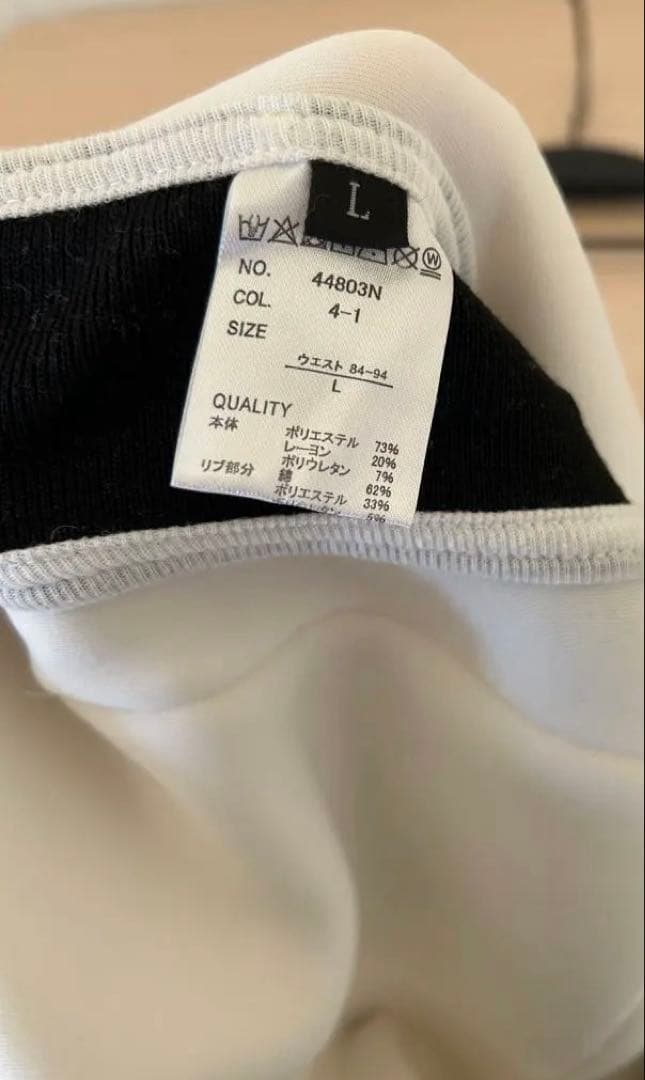 L
W
NO. 44803N
COL. 4-1
SIZE
ウエスト 84-94
L
QUALITY
本体 ポリエステル 73%
レーヨン 20%
ポリウレタン 7%
リブ部分 綿 62%
ポリエステル 33%
5%